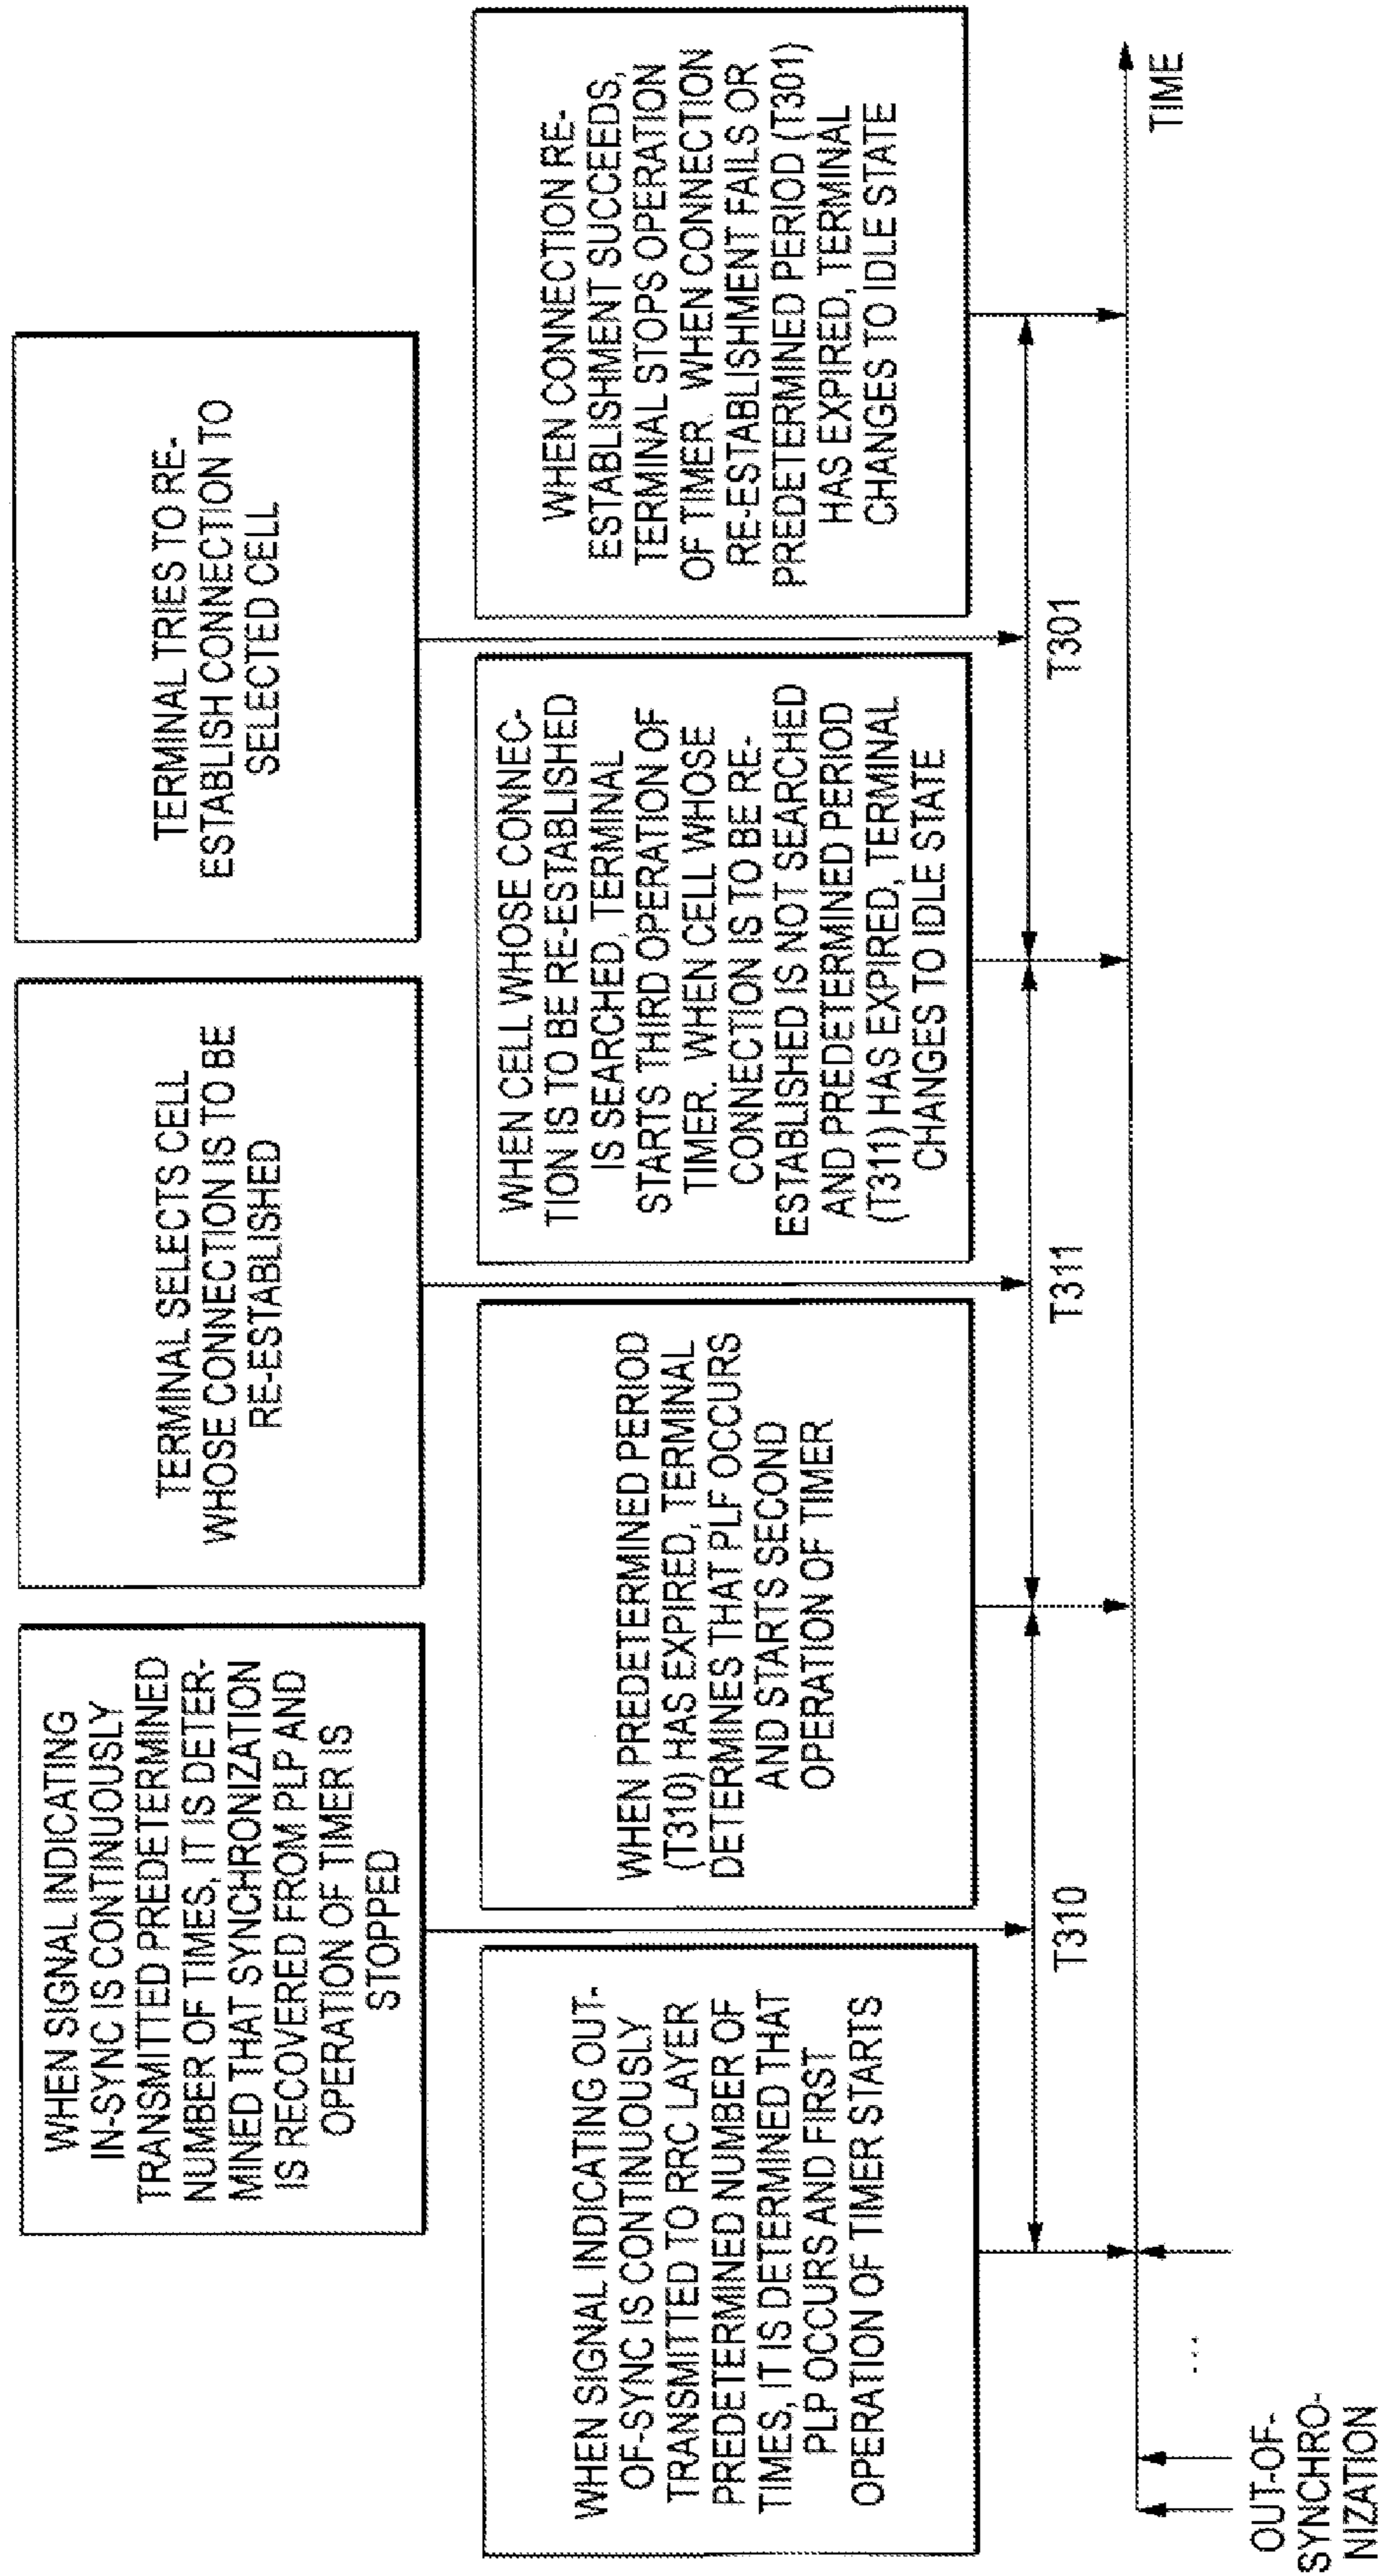 WHEN SIGNAL INDICATING
IN-SYNC IS CONTINUOUSLY
TRANSMITTED PREDETERMINED
NUMBER OF TIMES, IT IS DETER-
MINED THAT SYNCHRONIZATION
IS RECOVERED FROM PLP AND
OPERATION OF TIMER IS
STOPPED
TERMINAL SELECTS CELL
WHOSE CONNECTION IS TO BE
RE-ESTABLISHED
TERMINAL TRIES TO RE-
ESTABLISH CONNECTION TO
SELECTED CELL
WHEN SIGNAL INDICATING OUT-
OF-SYNC IS CONTINUOUSLY
TRANSMITTED TO RRC LAYER
PREDETERMINED NUMBER OF
TIMES, IT IS DETERMINED THAT
PLP OCCURS AND FIRST
OPERATION OF TIMER STARTS
WHEN PREDETERMINED PERIOD
(T310) HAS EXPIRED, TERMINAL
DETERMINES THAT PLF OCCURS
AND STARTS SECOND
OPERATION OF TIMER
WHEN CELL WHOSE CONNEC-
TION IS TO BE RE-ESTABLISHED
IS SEARCHED, TERMINAL
STARTS THIRD OPERATION OF
TIMER. WHEN CELL WHOSE
CONNECTION IS TO BE RE-
ESTABLISHED IS NOT SEARCHED
AND PREDETERMINED PERIOD
(T311) HAS EXPIRED, TERMINAL
CHANGES TO IDLE STATE
WHEN CONNECTION RE-
ESTABLISHMENT SUCCEEDS,
TERMINAL STOPS OPERATION
OF TIMER. WHEN CONNECTION
RE-ESTABLISHMENT FAILS OR
PREDETERMINED PERIOD (T301)
HAS EXPIRED, TERMINAL
CHANGES TO IDLE STATE
T310
T311
T301
TIME
...
OUT-OF-
SYNCHRO-
NIZATION